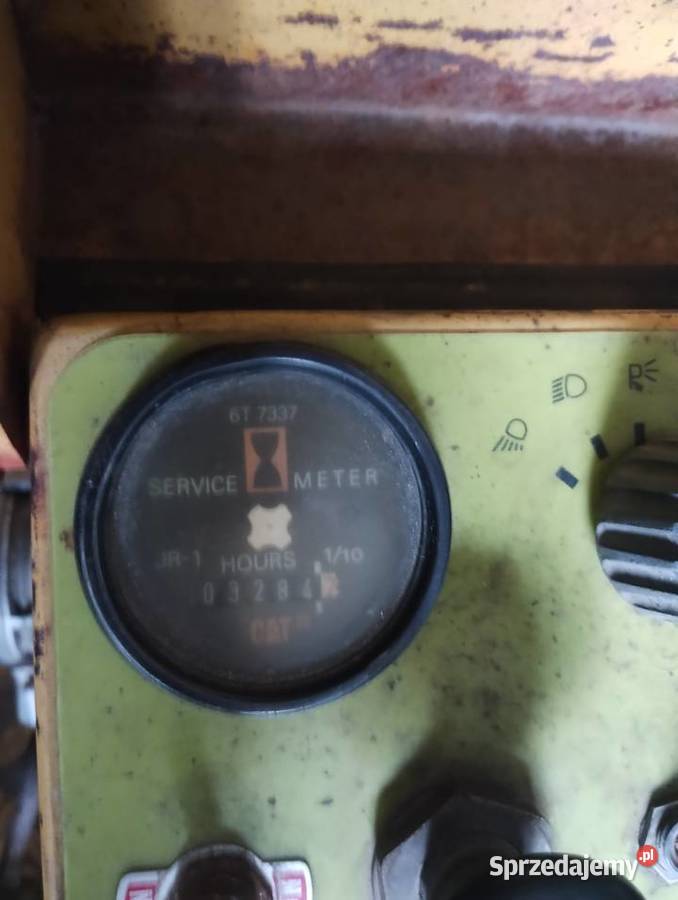 6T 7337
SERVICE METER
JR-1 HOURS 1/10
03284
CAT
Sprzedajemy.pl